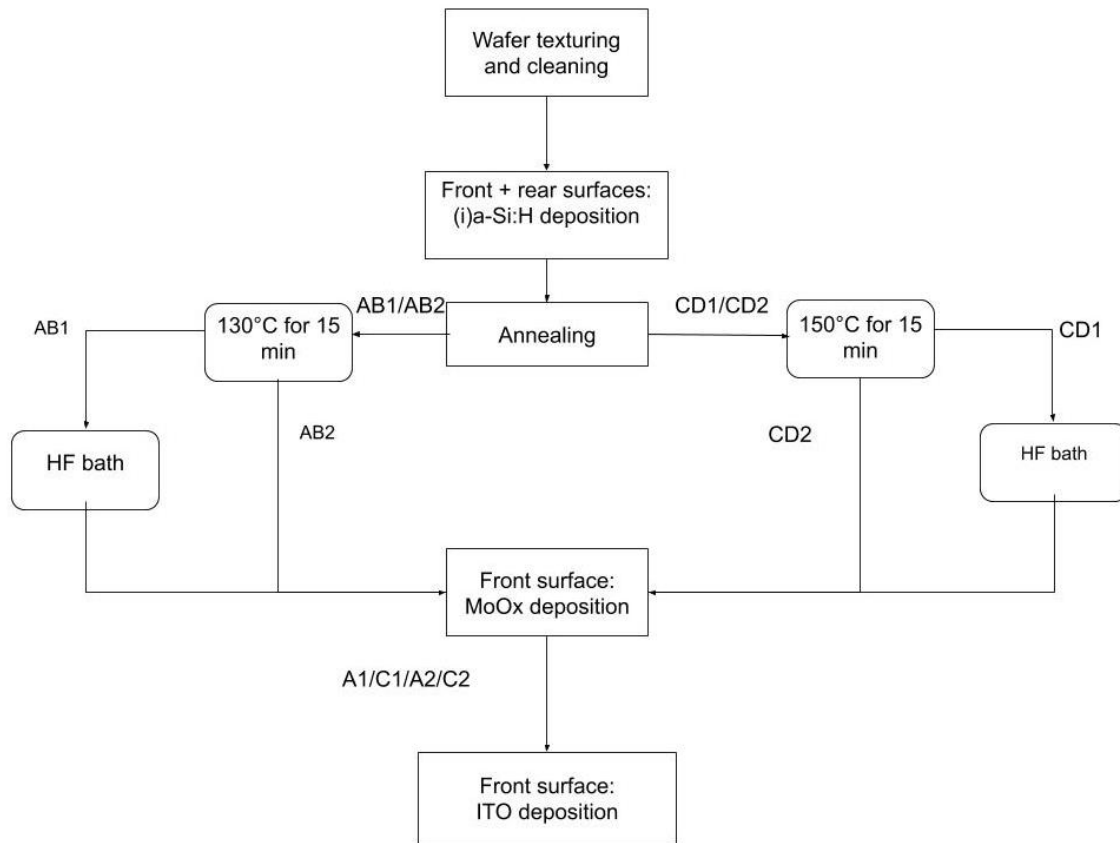 Wafer texturing
and cleaning
Front + rear surfaces:
(i)a-Si:H deposition
AB1/AB2
CD1/CD2
AB1
130°C for 15
min
Annealing
150°C for 15
min
CD1
AB2
CD2
HF bath
HF bath
Front surface:
MoOx deposition
A1/C1/A2/C2
Front surface:
ITO deposition